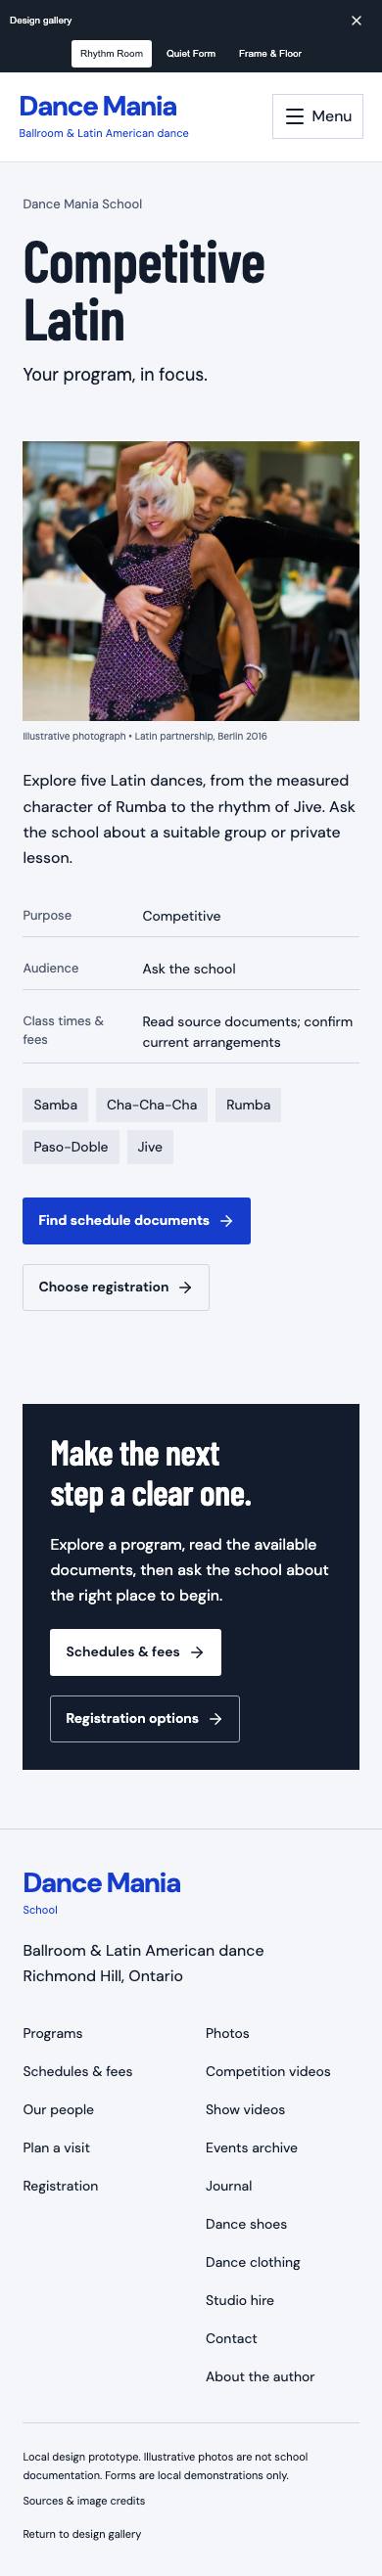 Design gallery
Rhythm Room
Quiet Form
Frame & Floor
Dance Mania
Ballroom & Latin American dance
Menu
Dance Mania School
Competitive
Latin
Your program, in focus.
Illustrative photograph • Latin partnership, Berlin 2016
Explore five Latin dances, from the measured
character of Rumba to the rhythm of Jive. Ask
the school about a suitable group or private
lesson.
Purpose
Competitive
Audience
Ask the school
Class times &
fees
Read source documents; confirm
current arrangements
Samba
Cha-Cha-Cha
Rumba
Paso-Doble
Jive
Find schedule documents
Choose registration
Make the next
step a clear one.
Explore a program, read the available
documents, then ask the school about
the right place to begin.
Schedules & fees
Registration options
Dance Mania
School
Ballroom & Latin American dance
Richmond Hill, Ontario
Programs
Schedules & fees
Our people
Plan a visit
Registration
Photos
Competition videos
Show videos
Events archive
Journal
Dance shoes
Dance clothing
Studio hire
Contact
About the author
Local design prototype. Illustrative photos are not school
documentation. Forms are local demonstrations only.
Sources & image credits
Return to design gallery